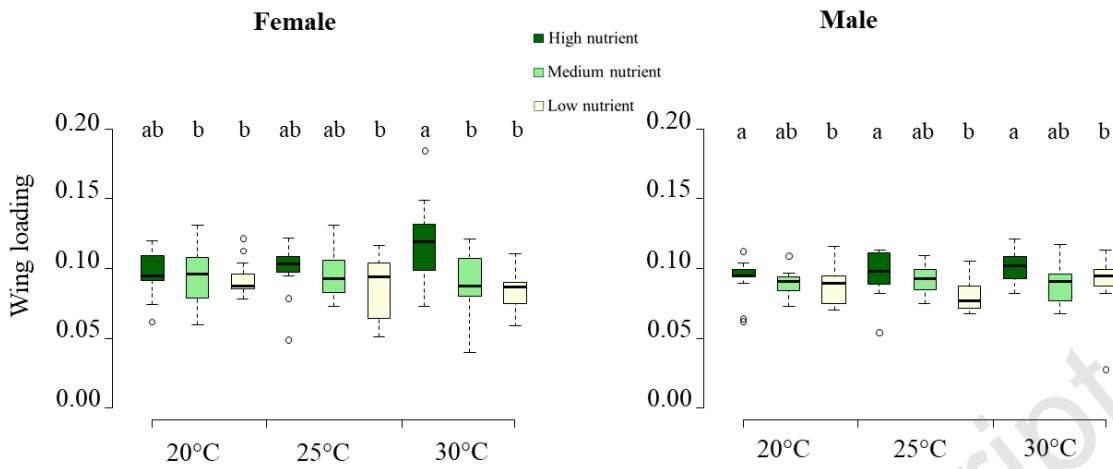 Female
Male
High nutrient
Medium nutrient
Low nutrient
Wing loading
0.20
0.15
0.10
0.05
0.00
ab b b ab ab b a b b
20°C 25°C 30°C
0.20
0.15
0.10
0.05
0.00
a ab b a ab b a ab b
20°C 25°C 30°C